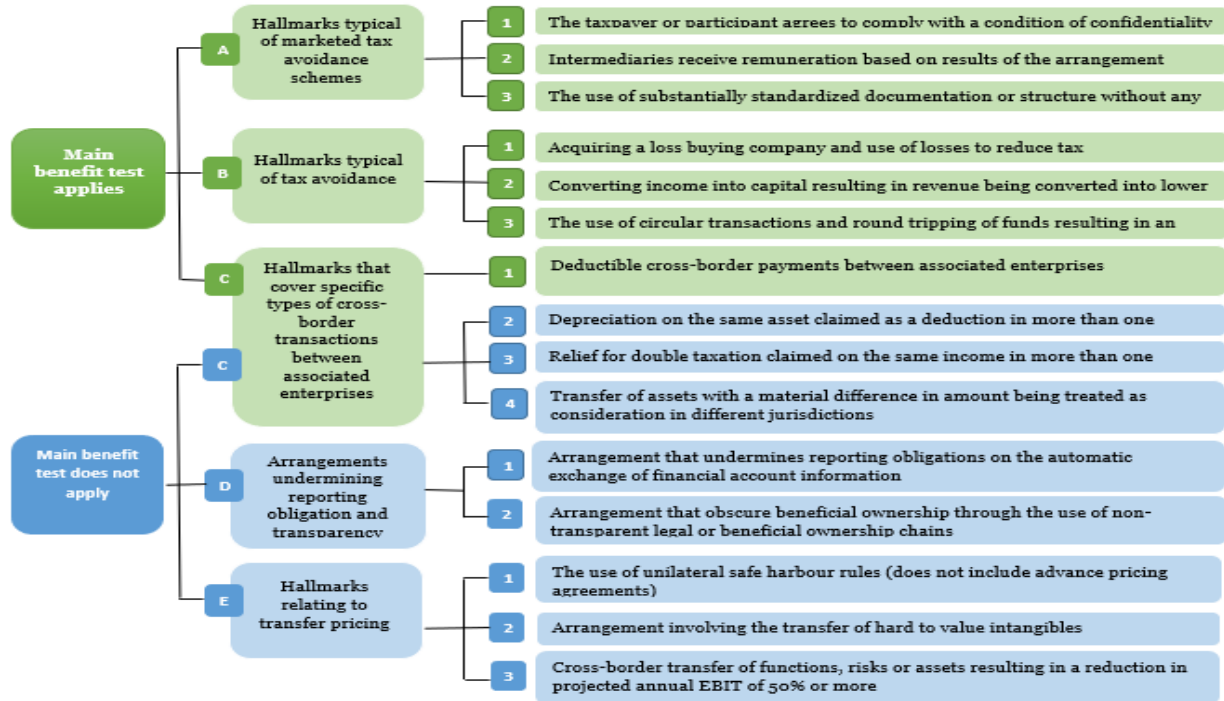 Main
benefit test
applies
A
Hallmarks typical
of marketed tax
avoidance
schemes
1
The taxpayer or participant agrees to comply with a condition of confidentiality
2
Intermediaries receive remuneration based on results of the arrangement
3
The use of substantially standardized documentation or structure without any
B
Hallmarks typical
of tax avoidance
1
Acquiring a loss buying company and use of losses to reduce tax
2
Converting income into capital resulting in revenue being converted into lower
3
The use of circular transactions and round tripping of funds resulting in an
C
Hallmarks that
cover specific
types of cross-
border
transactions
between
associated
enterprises
1
Deductible cross-border payments between associated enterprises
Main benefit
test does not
apply
C
2
Depreciation on the same asset claimed as a deduction in more than one
3
Relief for double taxation claimed on the same income in more than one
4
Transfer of assets with a material difference in amount being treated as
consideration in different jurisdictions
D
Arrangements
undermining
reporting
obligation and
transparency
1
Arrangement that undermines reporting obligations on the automatic
exchange of financial account information
2
Arrangement that obscure beneficial ownership through the use of non-
transparent legal or beneficial ownership chains
E
Hallmarks
relating to
transfer pricing
1
The use of unilateral safe harbour rules (does not include advance pricing
agreements)
2
Arrangement involving the transfer of hard to value intangibles
3
Cross-border transfer of functions, risks or assets resulting in a reduction in
projected annual EBIT of 50% or more